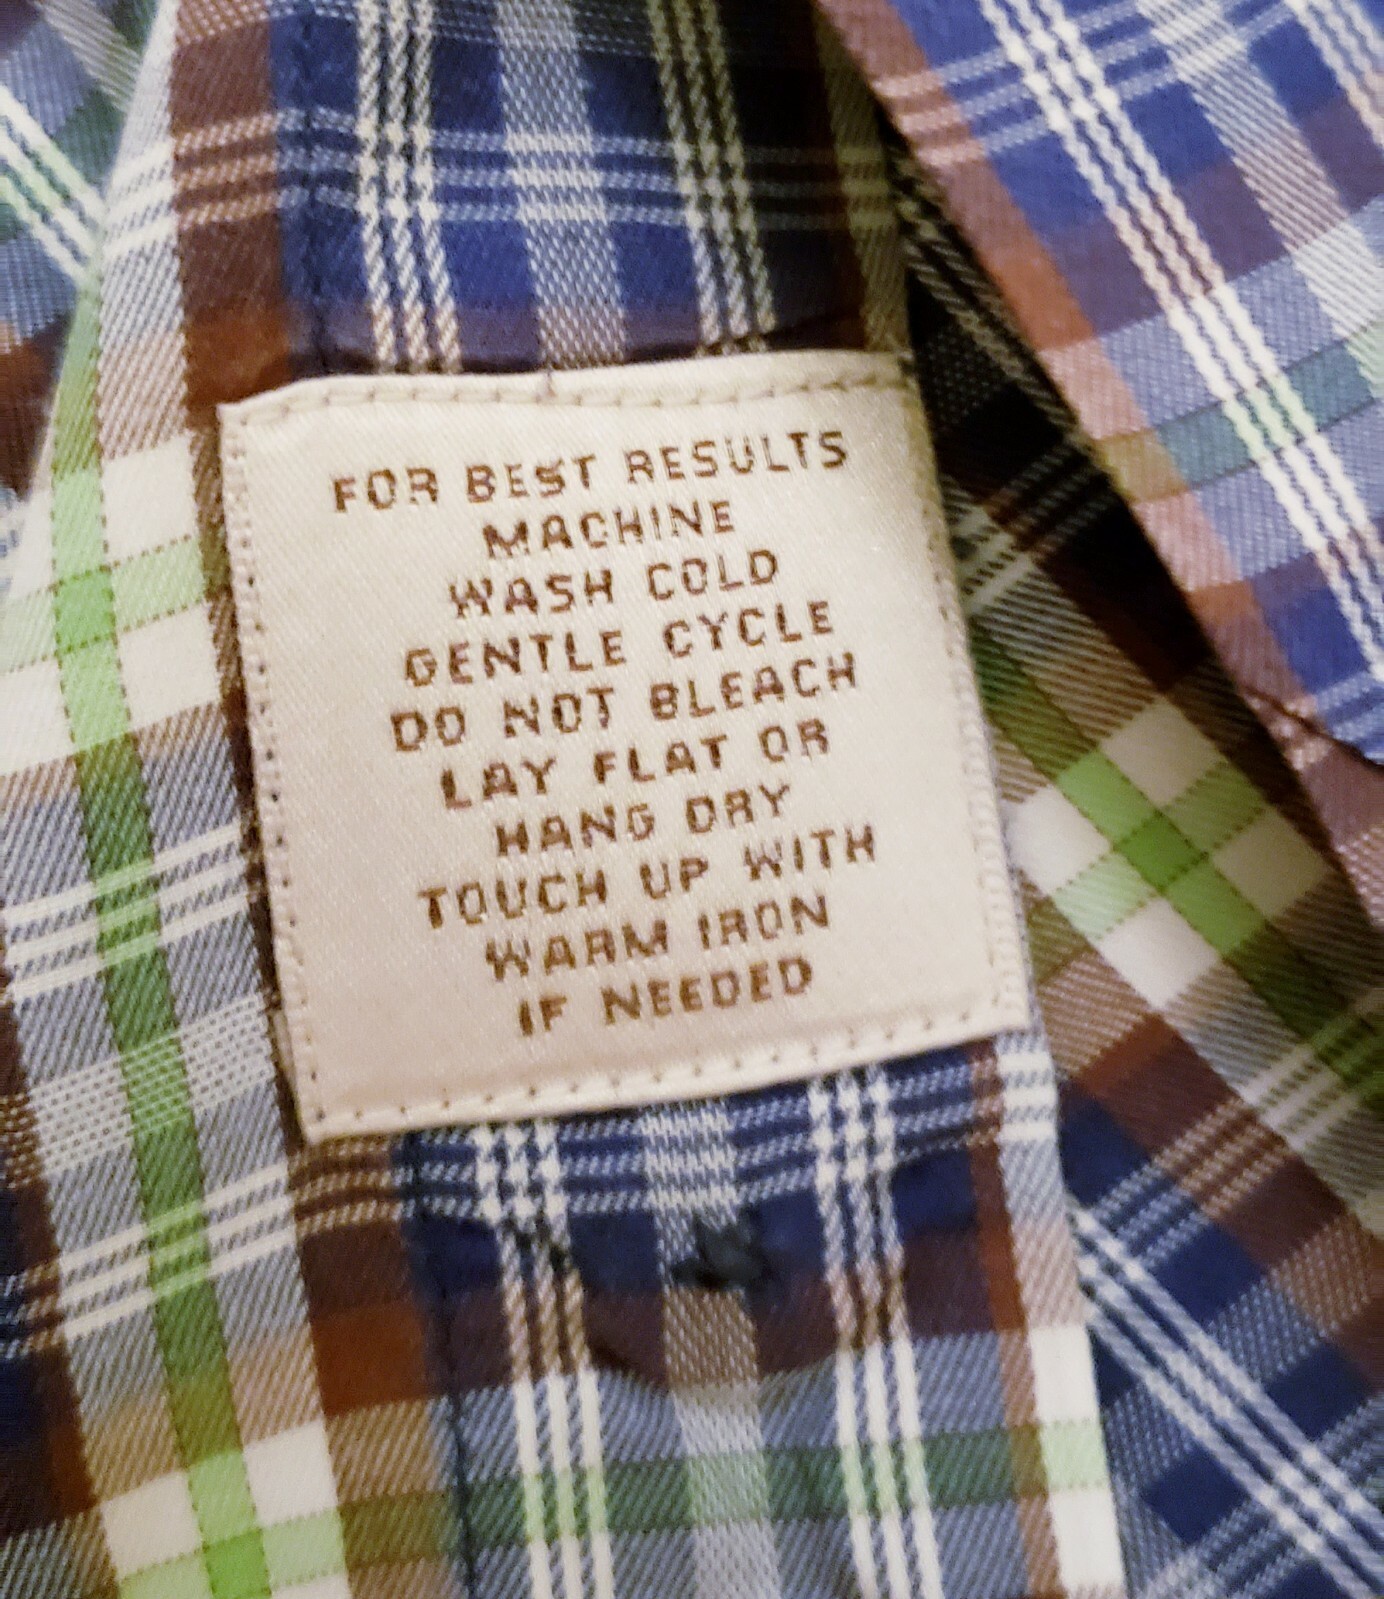 FOR BEST RESULTS
MACHINE
WASH COLD
GENTLE CYCLE
DO NOT BLEACH
LAY FLAT OR
HANG DRY
TOUCH UP WITH
WARM IRON
IF NEEDED